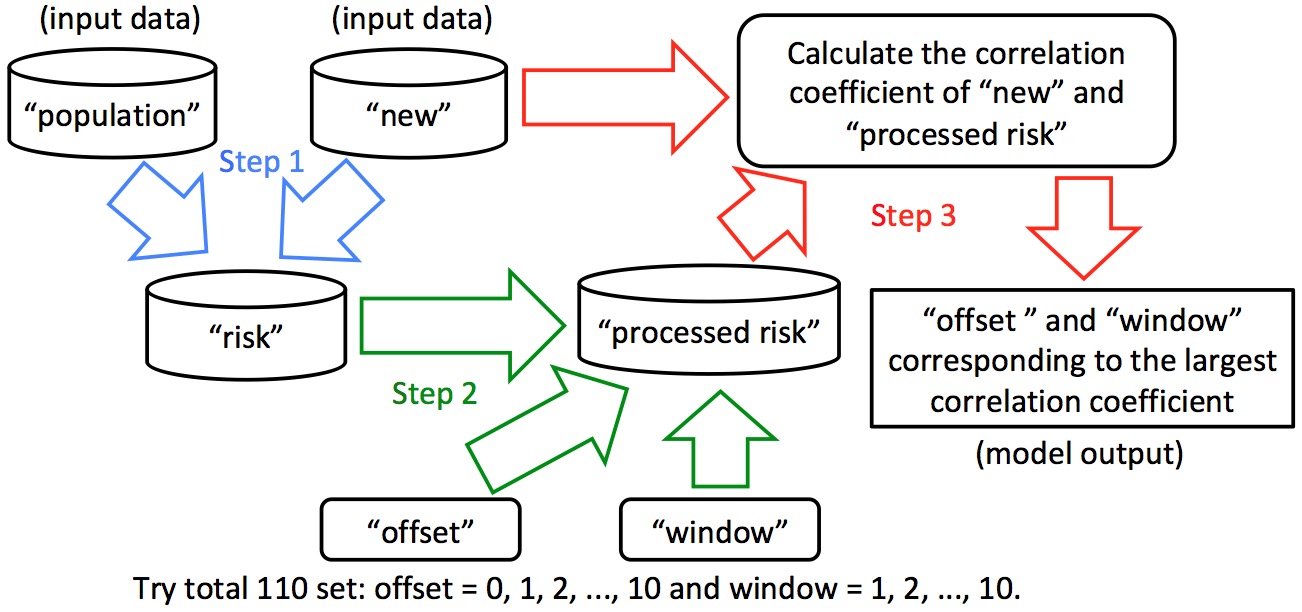 (input data)
(input data)
“population”
“new”
Calculate the correlation
coefficient of “new” and
“processed risk”
Step 1
Step 3
“risk”
“processed risk”
Step 2
“offset ” and “window”
corresponding to the largest
correlation coefficient
(model output)
“offset”
“window”
Try total 110 set: offset = 0, 1, 2, ..., 10 and window = 1, 2, ..., 10.